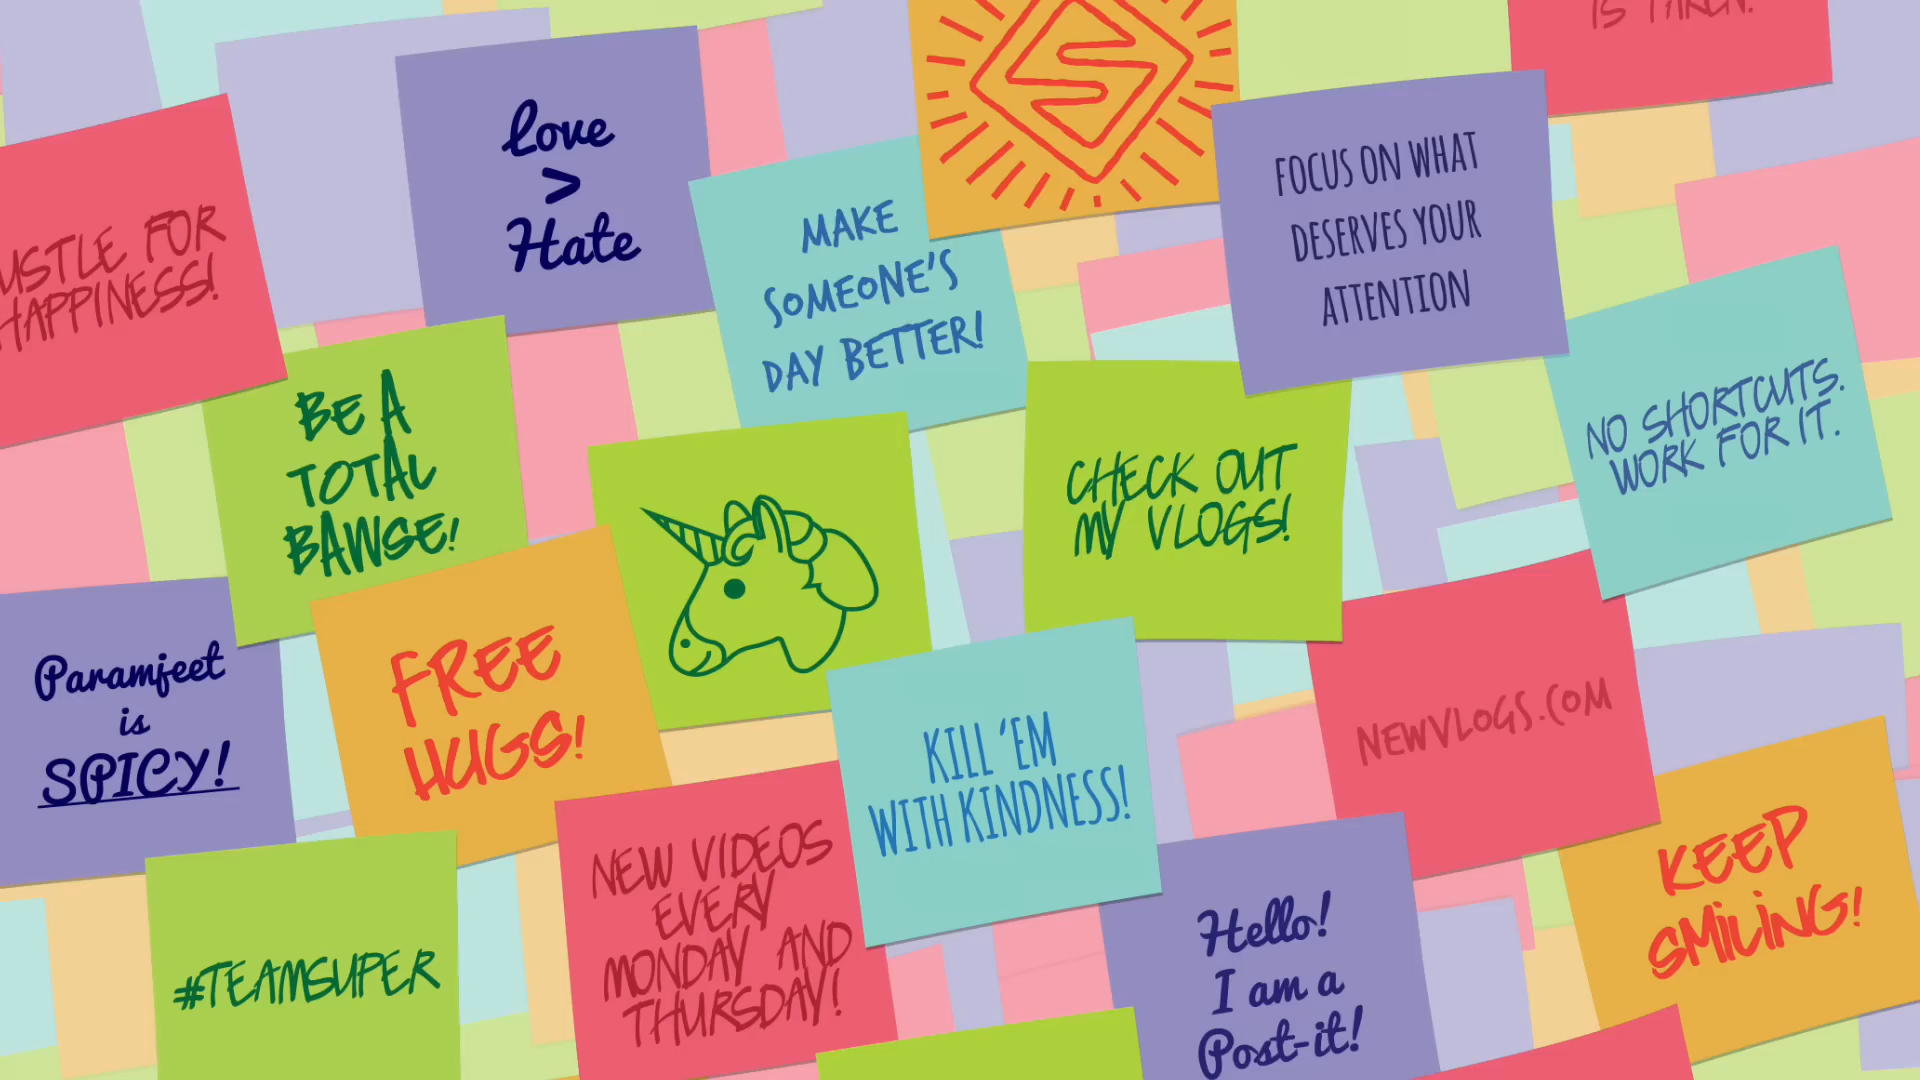 IS TAKEN.
Love
>
Hate
FOCUS ON WHAT
DESERVES YOUR
ATTENTION
MAKE
SOMEONE'S
DAY BETTER!
FOR
HAPPINESS!
BE A
TOTAL
BAWSE!
CHECK OUT
MY VLOGS!
NO SHORTCUTS.
WORK FOR IT.
Paramjeet
is
SPICY!
FREE
HUGS!
KILL 'EM
WITH KINDNESS!
NEWVLOGS.COM
KEEP
SMiLiNG!
NEW VIDEOS
EVERY
MONDAY AND
THURSDAY!
#TEAMSUPER
Hello!
I am a
Post-it!